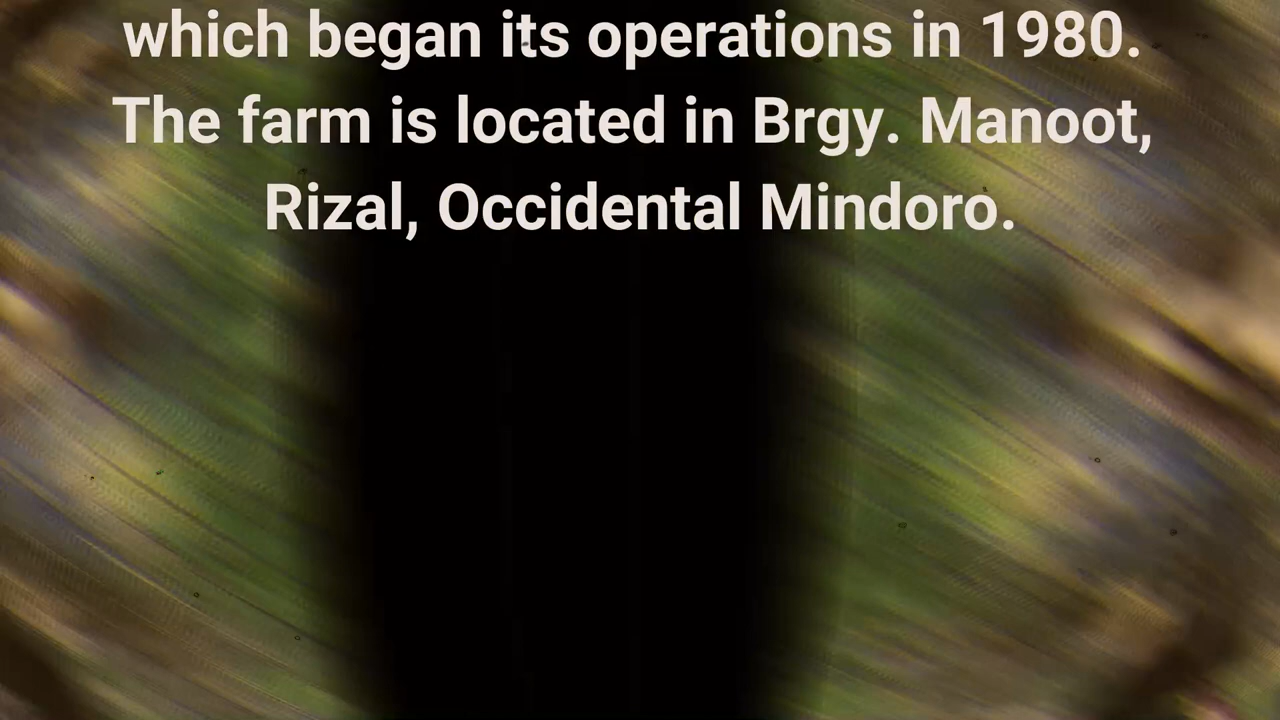 which began its operations in 1980.
The farm is located in Brgy. Manoot,
Rizal, Occidental Mindoro.